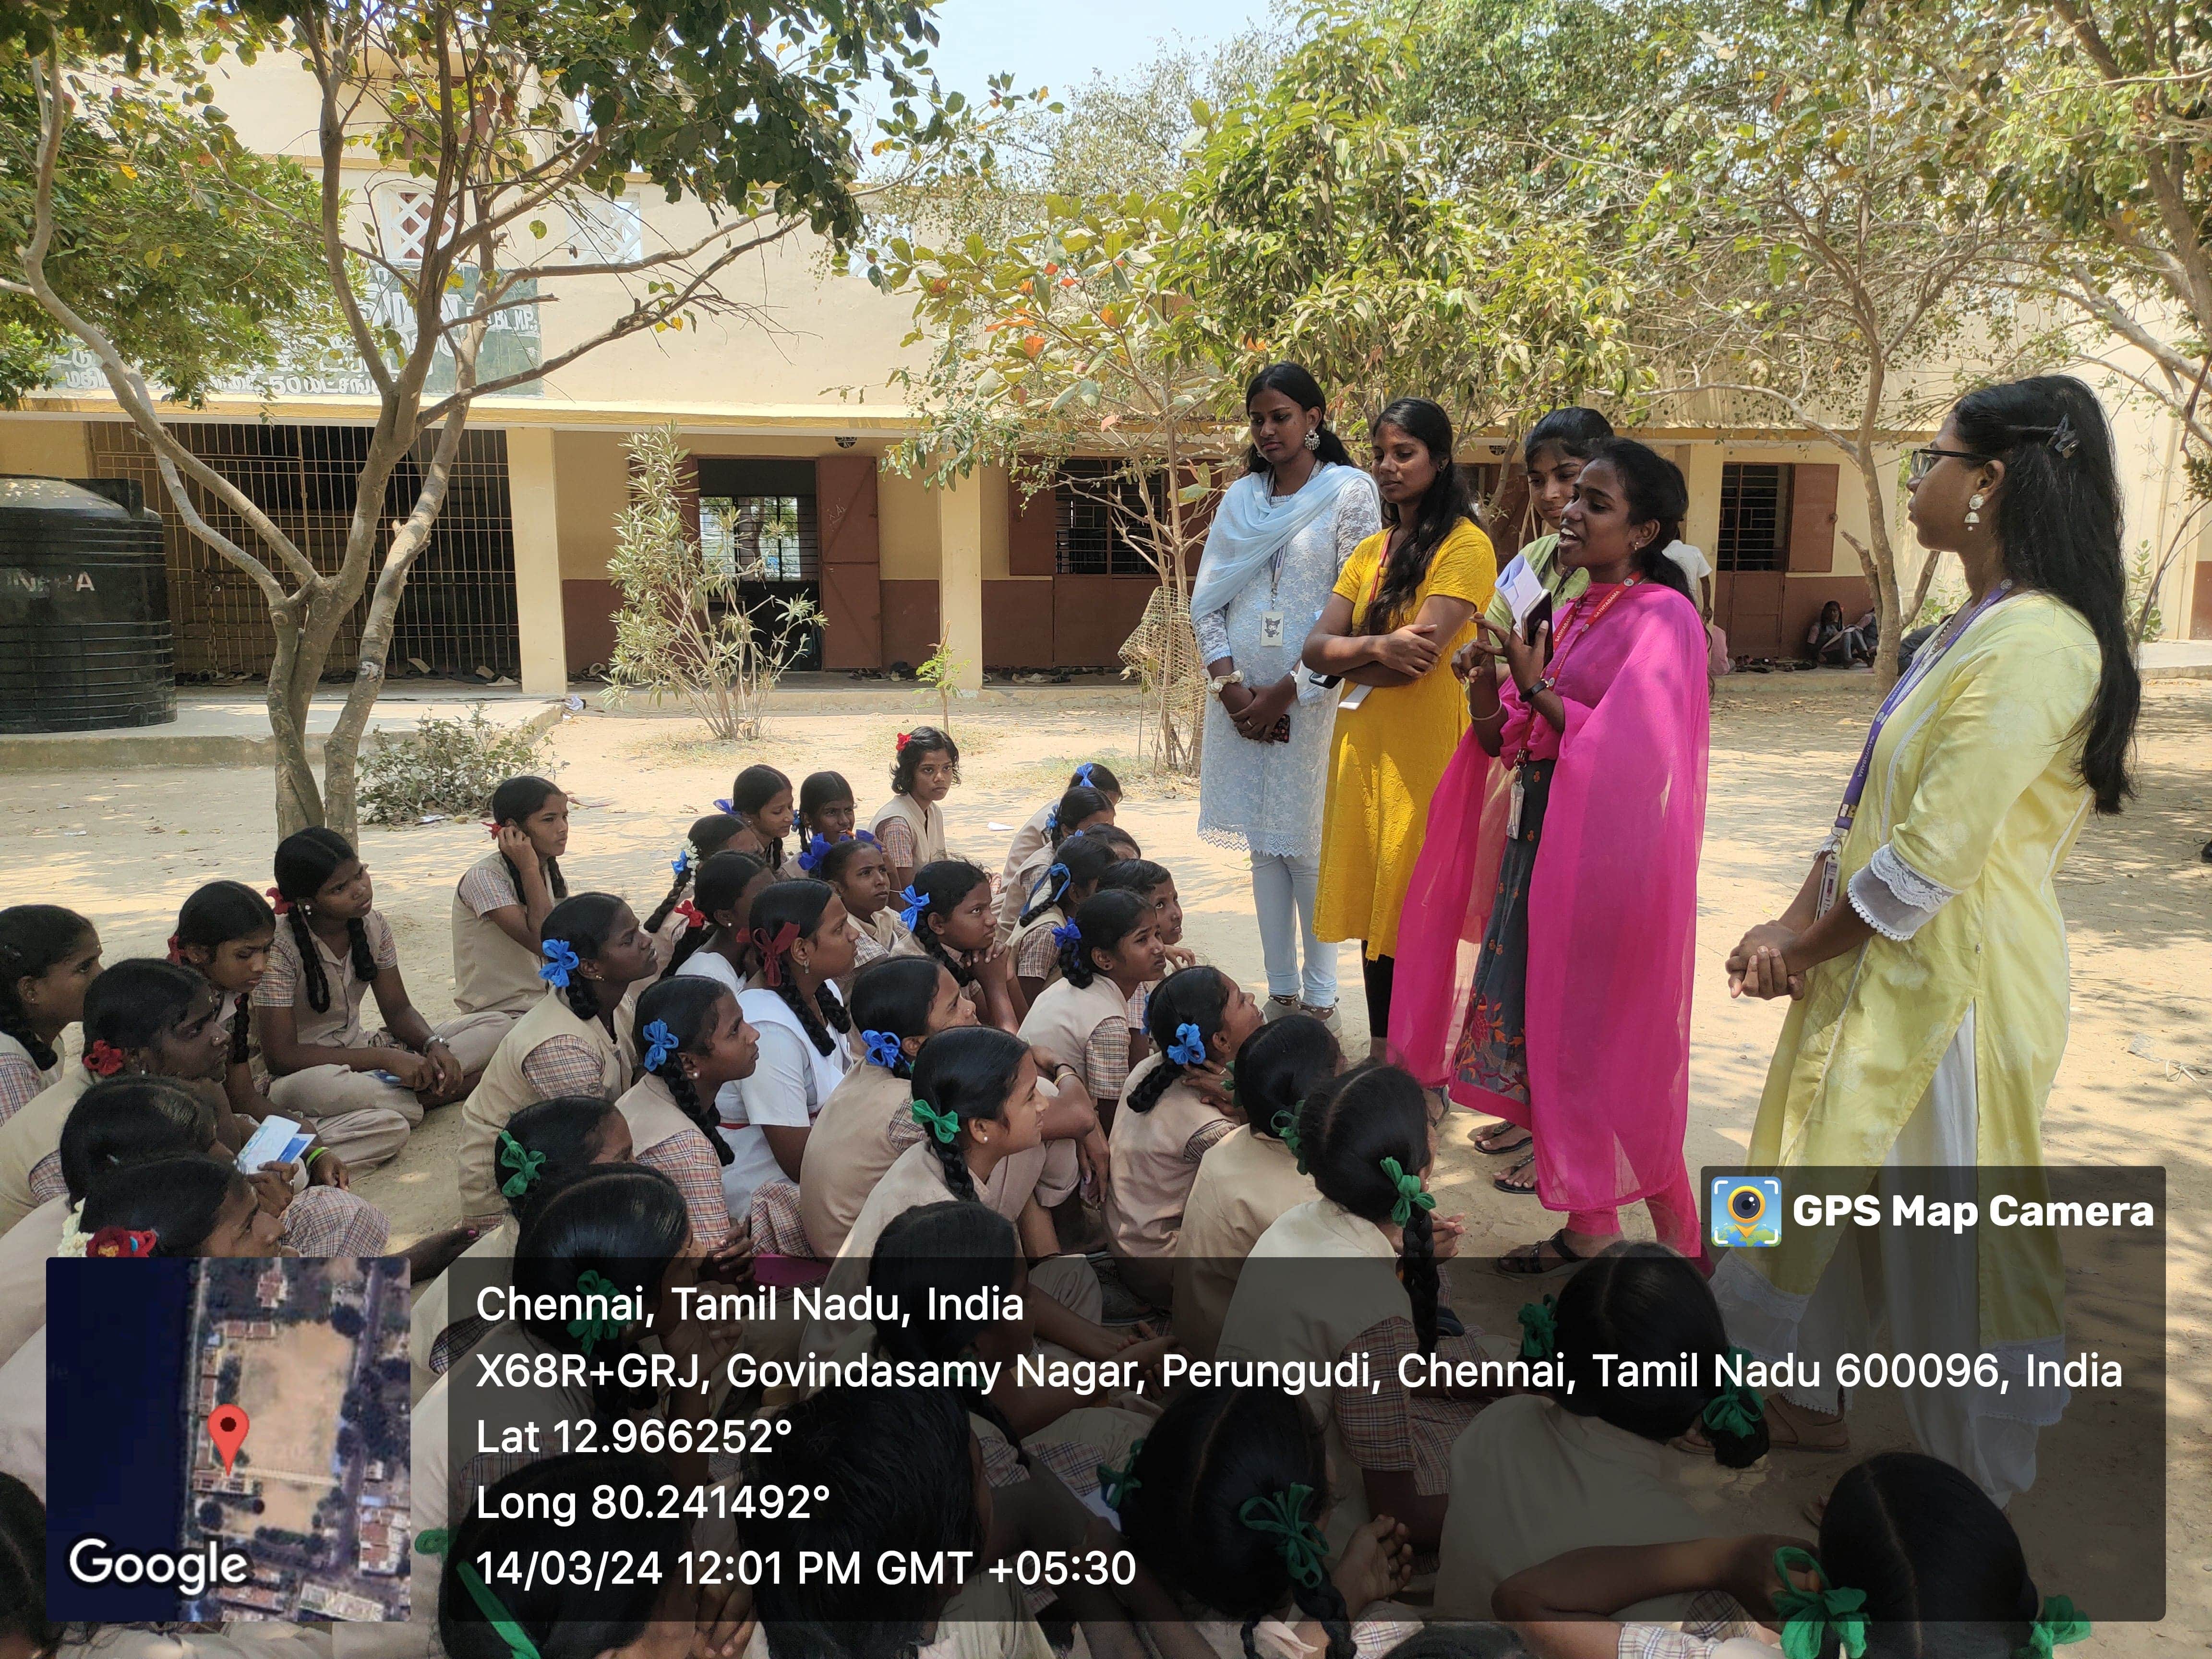 INDRA
GPS Map Camera
Google
Chennai, Tamil Nadu, India
X68R+GRJ, Govindasamy Nagar, Perungudi, Chennai, Tamil Nadu 600096, India
Lat 12.966252°
Long 80.241492°
14/03/24 12:01 PM GMT +05:30